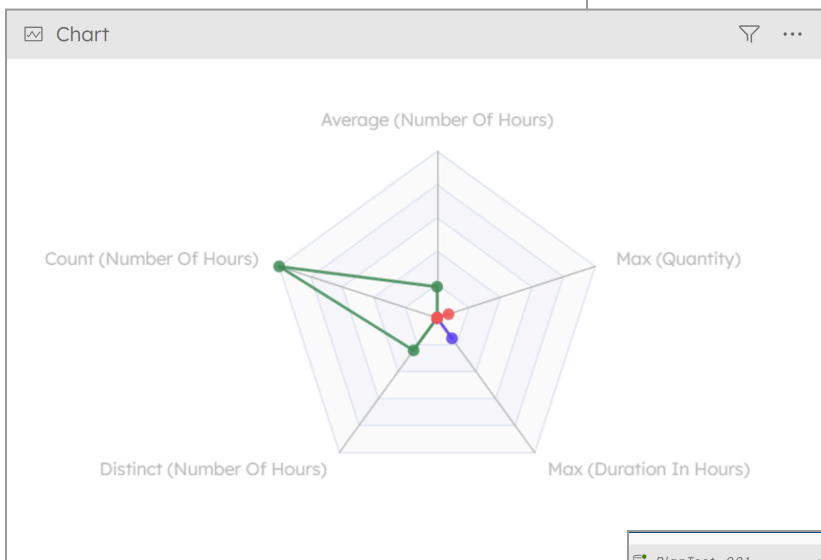 Chart
Average (Number Of Hours)
Count (Number Of Hours)
Max (Quantity)
Distinct (Number Of Hours)
Max (Duration In Hours)